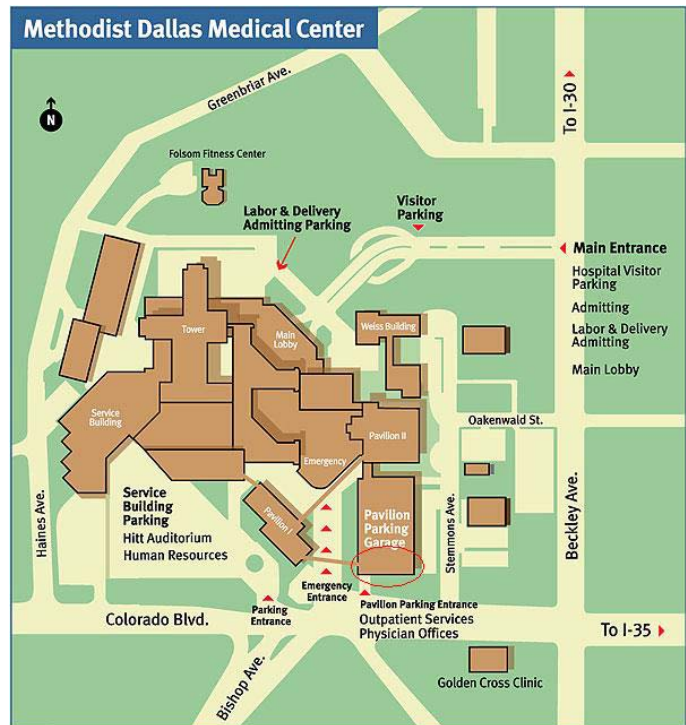 Methodist Dallas Medical Center
Greenbriar Ave.
To I-30
N
Folsom Fitness Center
Labor & Delivery
Admitting Parking
Visitor
Parking
Main Entrance
Hospital Visitor
Parking
Admitting
Labor & Delivery
Admitting
Main Lobby
Tower
Main
Lobby
Weiss Building
Service
Building
Oakenwald St.
Pavilion II
Emergency
Service
Building
Parking
Hitt Auditorium
Human Resources
Pavilion I
Pavilion
Parking
Garage
Haines Ave.
Stemmons Ave.
Beckley Ave.
Emergency
Entrance
Parking
Entrance
Pavilion Parking Entrance
Outpatient Services
Physician Offices
Colorado Blvd.
To I-35
Bishop Ave.
Golden Cross Clinic